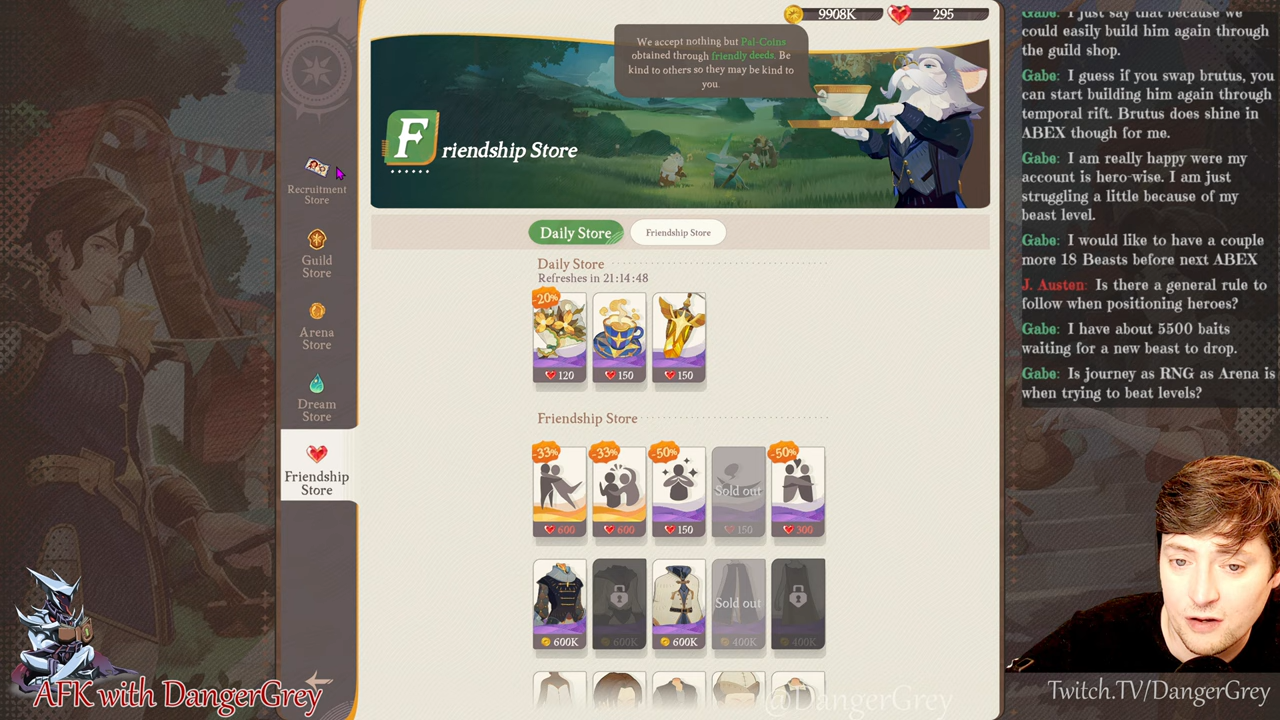 9908K
295
We accept nothing but Pal-Coins
obtained through friendly deeds. Be
kind to others so they may be kind to
you.
Friendship Store
Recruitment
Store
Guild
Store
Arena
Store
Dream
Store
Friendship
Store
Daily Store
Friendship Store
Daily Store
Refreshes in 21:14:48
-20%
120
150
150
Friendship Store
-33%
-33%
-50%
-50%
Sold out
600
600
150
150
300
Sold out
600K
600K
600K
400K
400K
Gabe: I just say that because we
could easily build him again through
the guild shop.
Gabe: I guess if you swap brutus, you
can start building him again through
temporal rift. Brutus does shine in
ABEX though for me.
Gabe: I am really happy were my
account is hero-wise. I am just
struggling a little because of my
beast level.
Gabe: I would like to have a couple
more 18 Beasts before next ABEX
J. Austen: Is there a general rule to
follow when positioning heroes?
Gabe: I have about 5500 baits
waiting for a new beast to drop.
Gabe: Is journey as RNG as Arena is
when trying to beat levels?
AFK with DangerGrey
@DangerGrey
Twitch.TV/DangerGrey